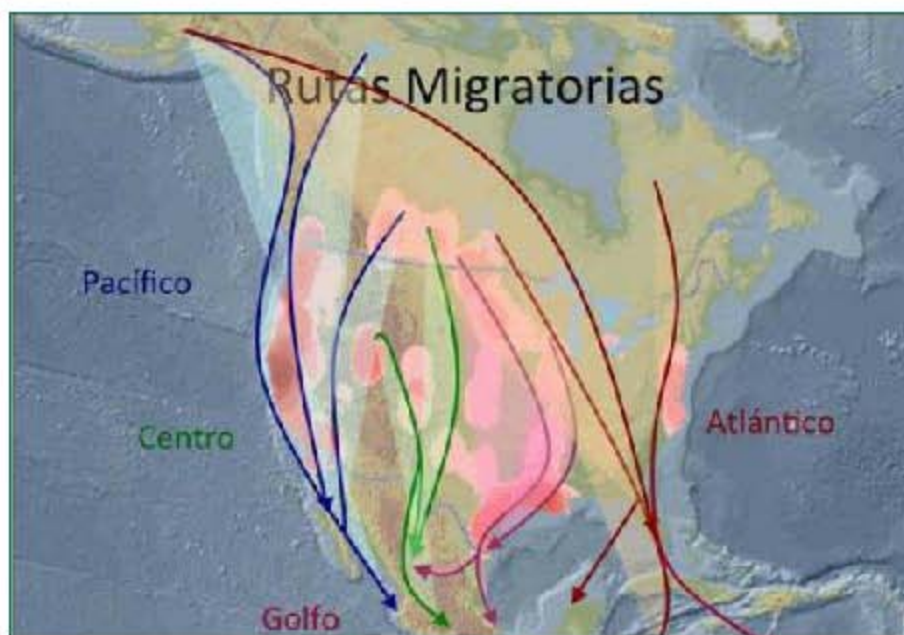 Rutas Migratorias
Pacífico
Centro
Atlántico
Golfo